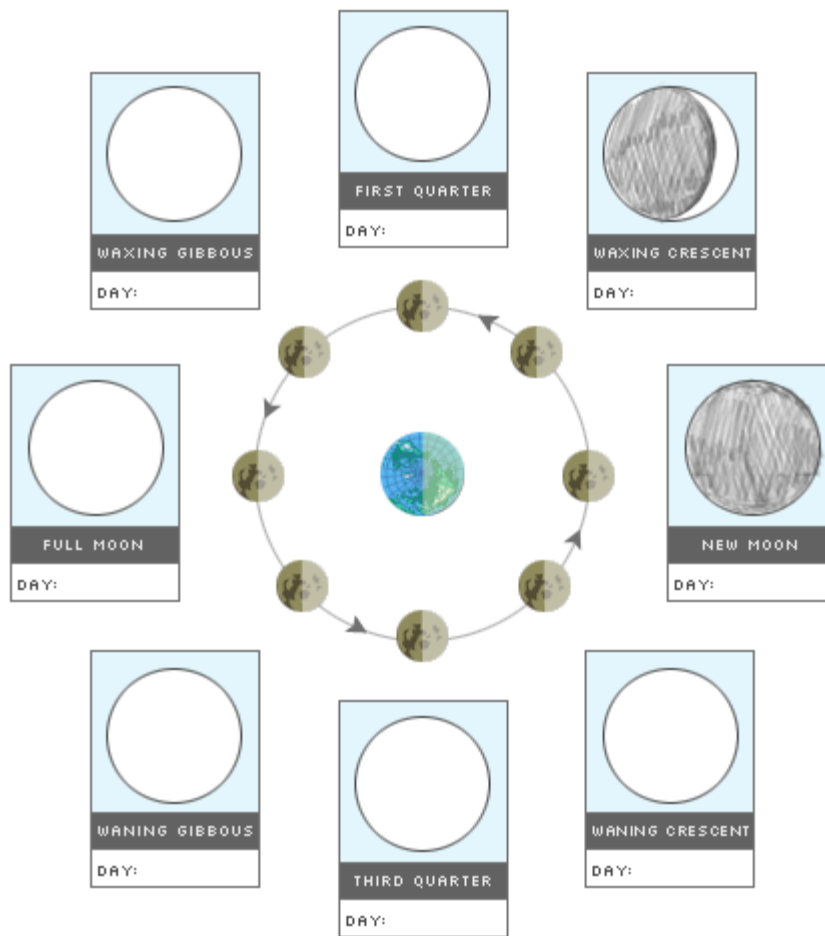 FIRST QUARTER
DAY:
WAXING GIBBOUS
DAY:
WAXING CRESCENT
DAY:
FULL MOON
DAY:
NEW MOON
DAY:
WANING GIBBOUS
DAY:
THIRD QUARTER
DAY:
WANING CRESCENT
DAY: